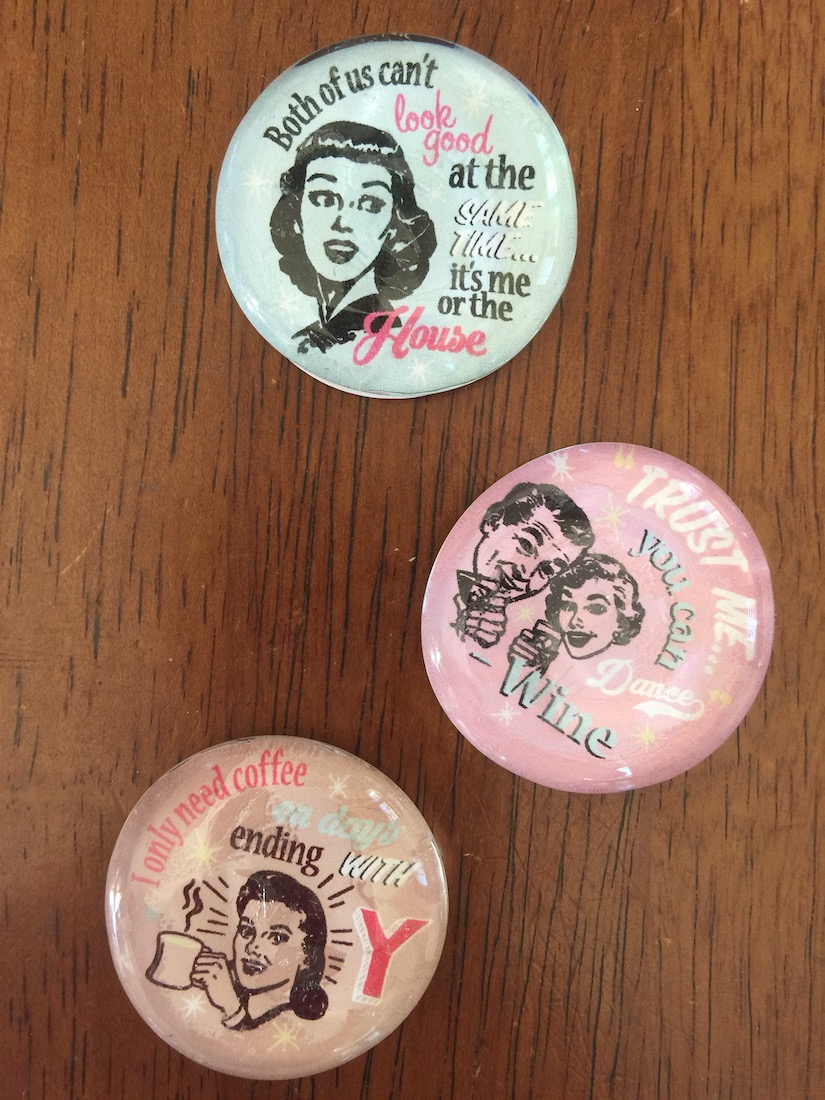 Both of us can't
look
good
at the
SAME
TIME...
it's me
or the
House
"TRUST ME...
you can
Dance"
- Wine
I only need coffee
on days
ending WITH
Y